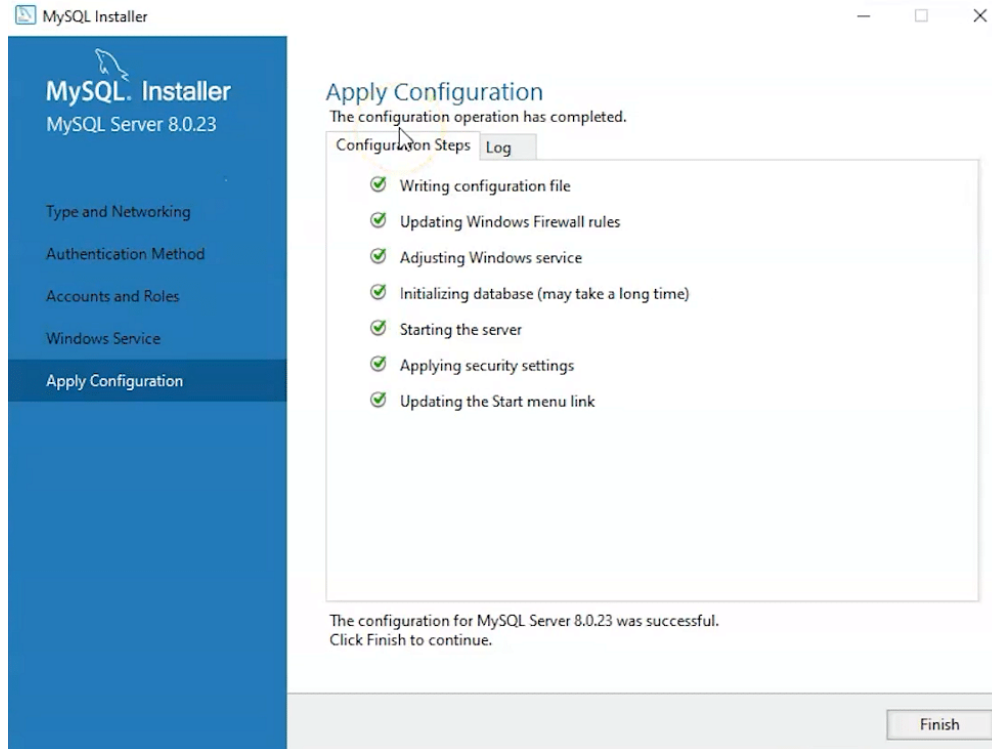 MySQL Installer
MySQL. Installer
MySQL Server 8.0.23
Type and Networking
Authentication Method
Accounts and Roles
Windows Service
Apply Configuration
Apply Configuration
The configuration operation has completed.
Configuration Steps
Log
Writing configuration file
Updating Windows Firewall rules
Adjusting Windows service
Initializing database (may take a long time)
Starting the server
Applying security settings
Updating the Start menu link
The configuration for MySQL Server 8.0.23 was successful.
Click Finish to continue.
Finish